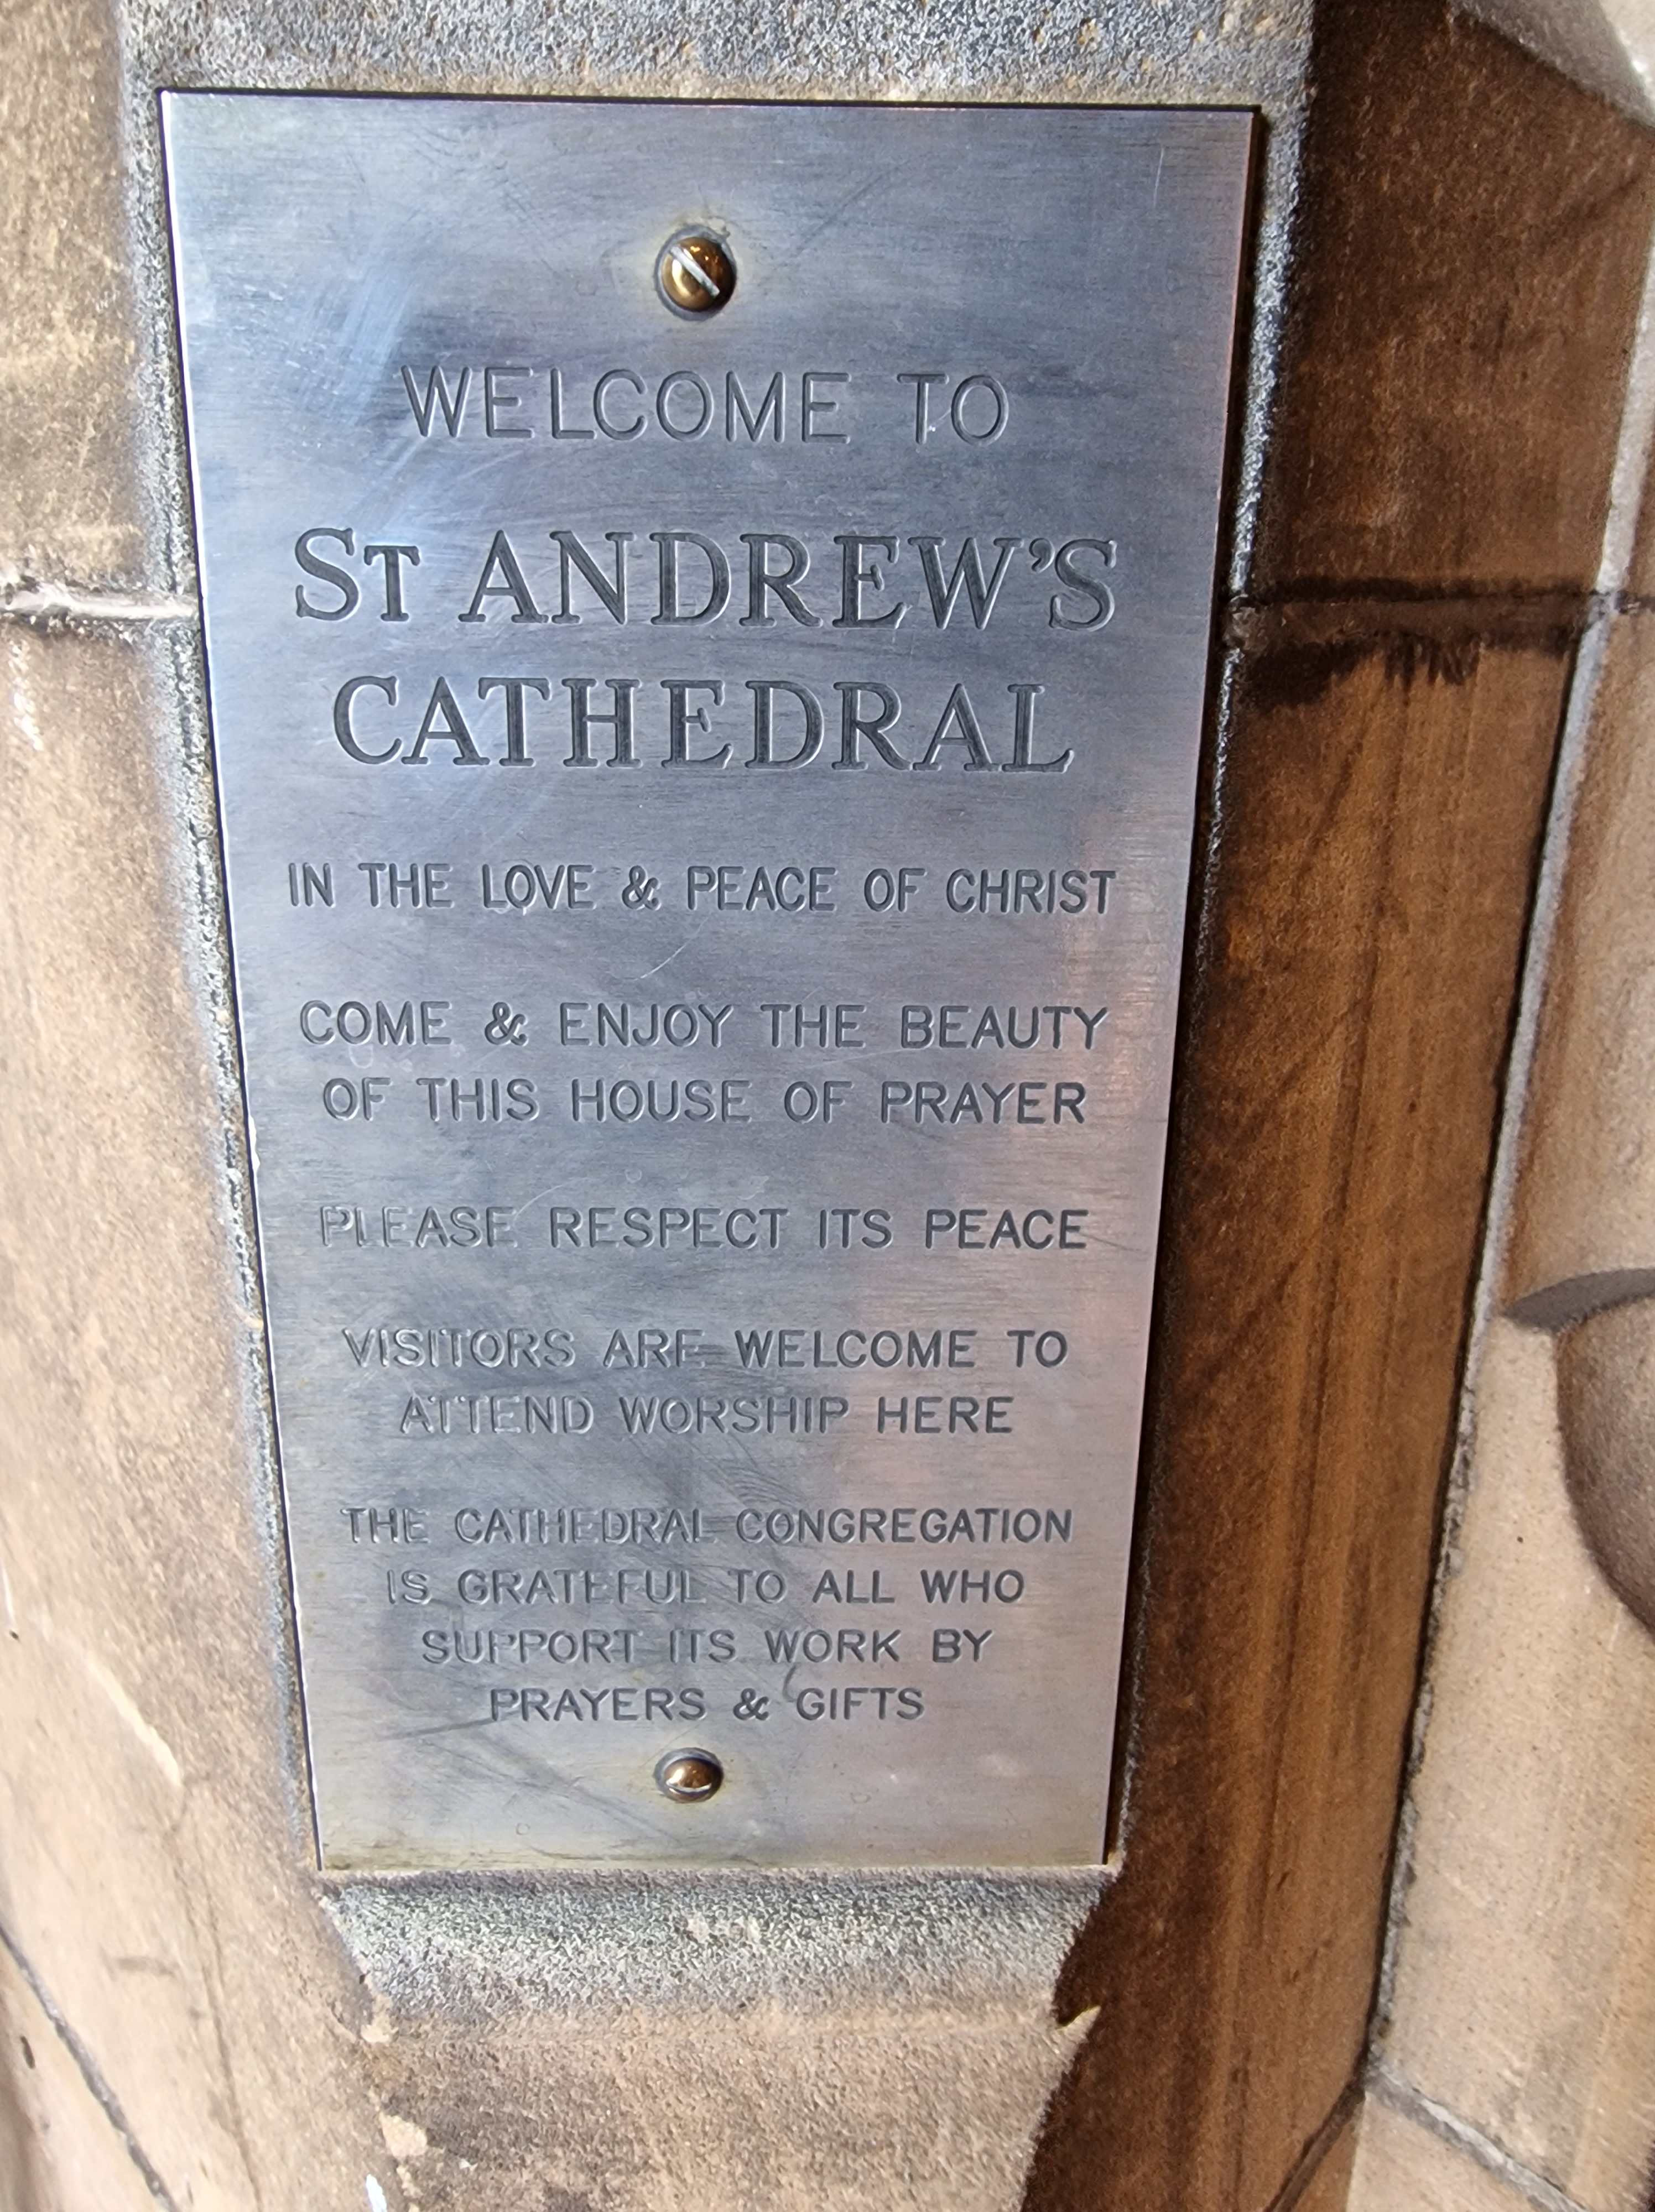 WELCOME TO
ST ANDREW'S
CATHEDRAL
IN THE LOVE & PEACE OF CHRIST
COME & ENJOY THE BEAUTY
OF THIS HOUSE OF PRAYER
PLEASE RESPECT ITS PEACE
VISITORS ARE WELCOME TO
ATTEND WORSHIP HERE
THE CATHEDRAL CONGREGATION
IS GRATEFUL TO ALL WHO
SUPPORT ITS WORK BY
PRAYERS & GIFTS